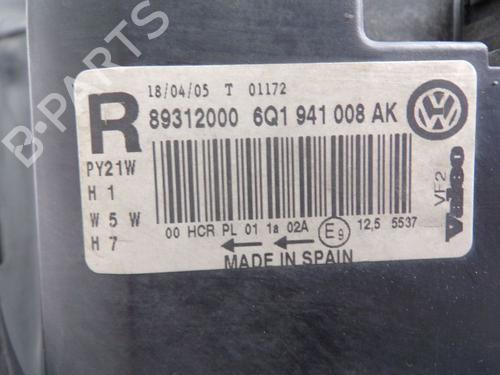 B-PARTS
18/04/05 T 01172
R 89312000 6Q1 941 008 AK
PY21W
H 1
W 5 W
H 7
VF2
Valeo
00 HCR PL 01 1a 02A E9 12,5 5537
MADE IN SPAIN